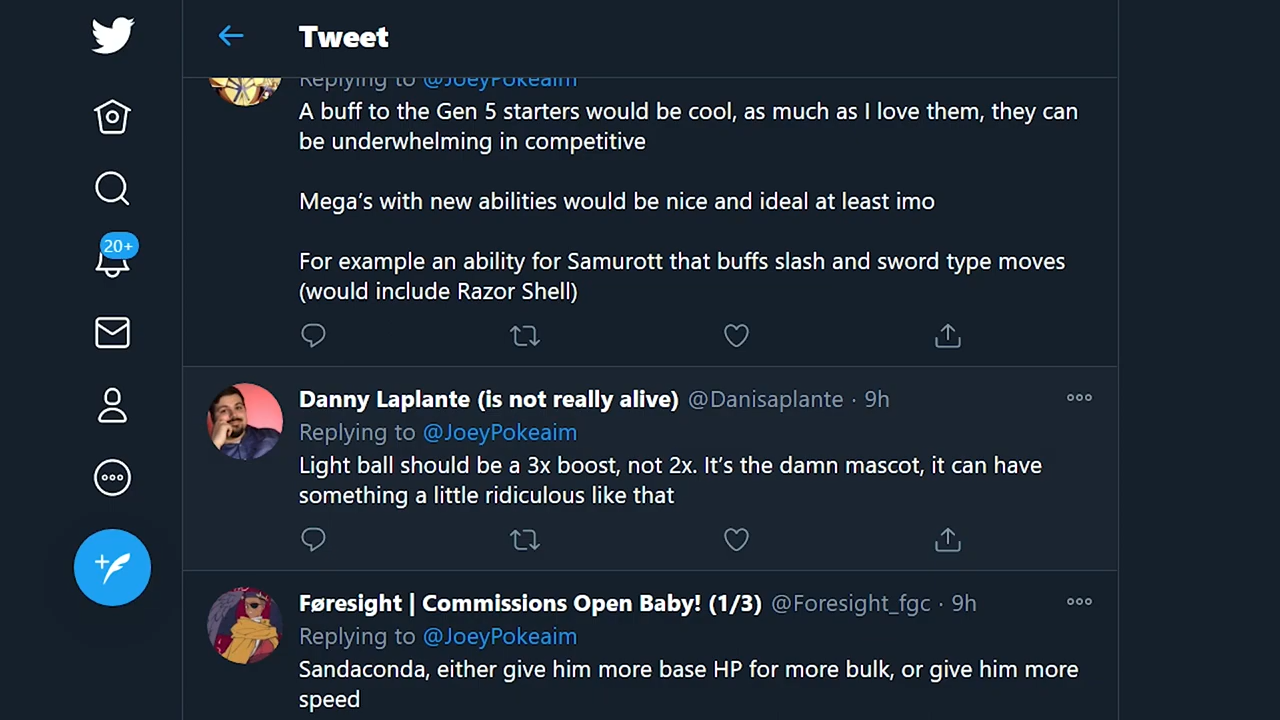 Tweet
Replying to @JoeyPokeaim
A buff to the Gen 5 starters would be cool, as much as I love them, they can
be underwhelming in competitive
Mega’s with new abilities would be nice and ideal at least imo
For example an ability for Samurott that buffs slash and sword type moves
(would include Razor Shell)
20+
Danny Laplante (is not really alive) @Danisaplante · 9h
Replying to @JoeyPokeaim
Light ball should be a 3x boost, not 2x. It’s the damn mascot, it can have
something a little ridiculous like that
Føresight | Commissions Open Baby! (1/3) @Foresight_fgc · 9h
Replying to @JoeyPokeaim
Sandaconda, either give him more base HP for more bulk, or give him more
speed